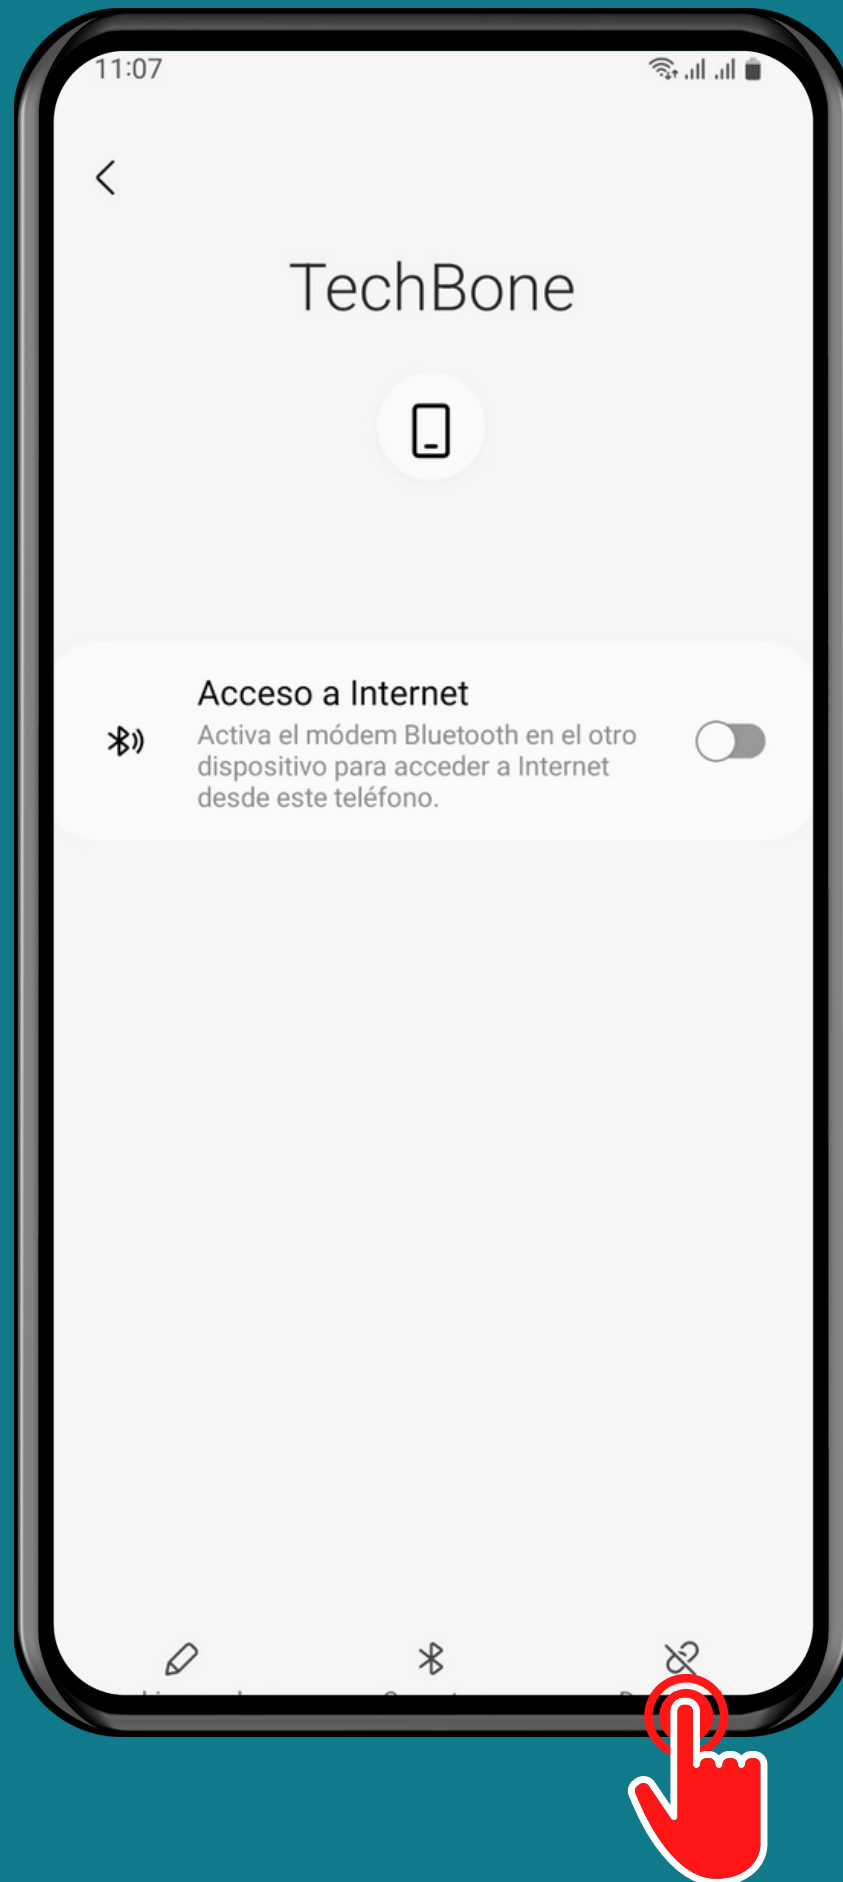 11:07
TechBone
Acceso a Internet
Activa el módem Bluetooth en el otro
dispositivo para acceder a Internet
desde este teléfono.